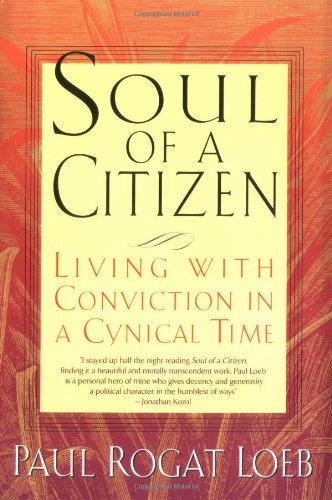 SOUL
OF A
CITIZEN
LIVING WITH
CONVICTION IN
A CYNICAL TIME
"I stayed up half the night reading Soul of a Citizen,
finding it a beautiful and morally transcendent work. Paul Loeb
is a personal hero of mine who gives decency and generosity
a political character in the humblest of ways"
—Jonathan Kozol
PAUL ROGAT LOEB